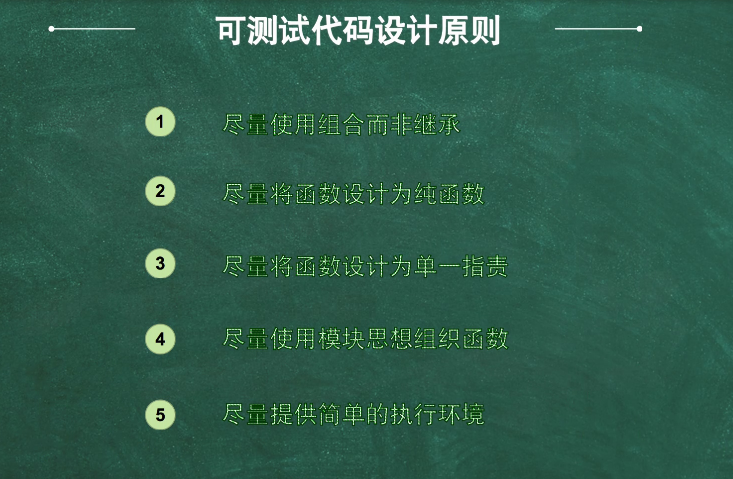 可测试代码设计原则
1 尽量使用组合而非继承
2 尽量将函数设计为纯函数
3 尽量将函数设计为单一指责
4 尽量使用模块思想组织函数
5 尽量提供简单的执行环境